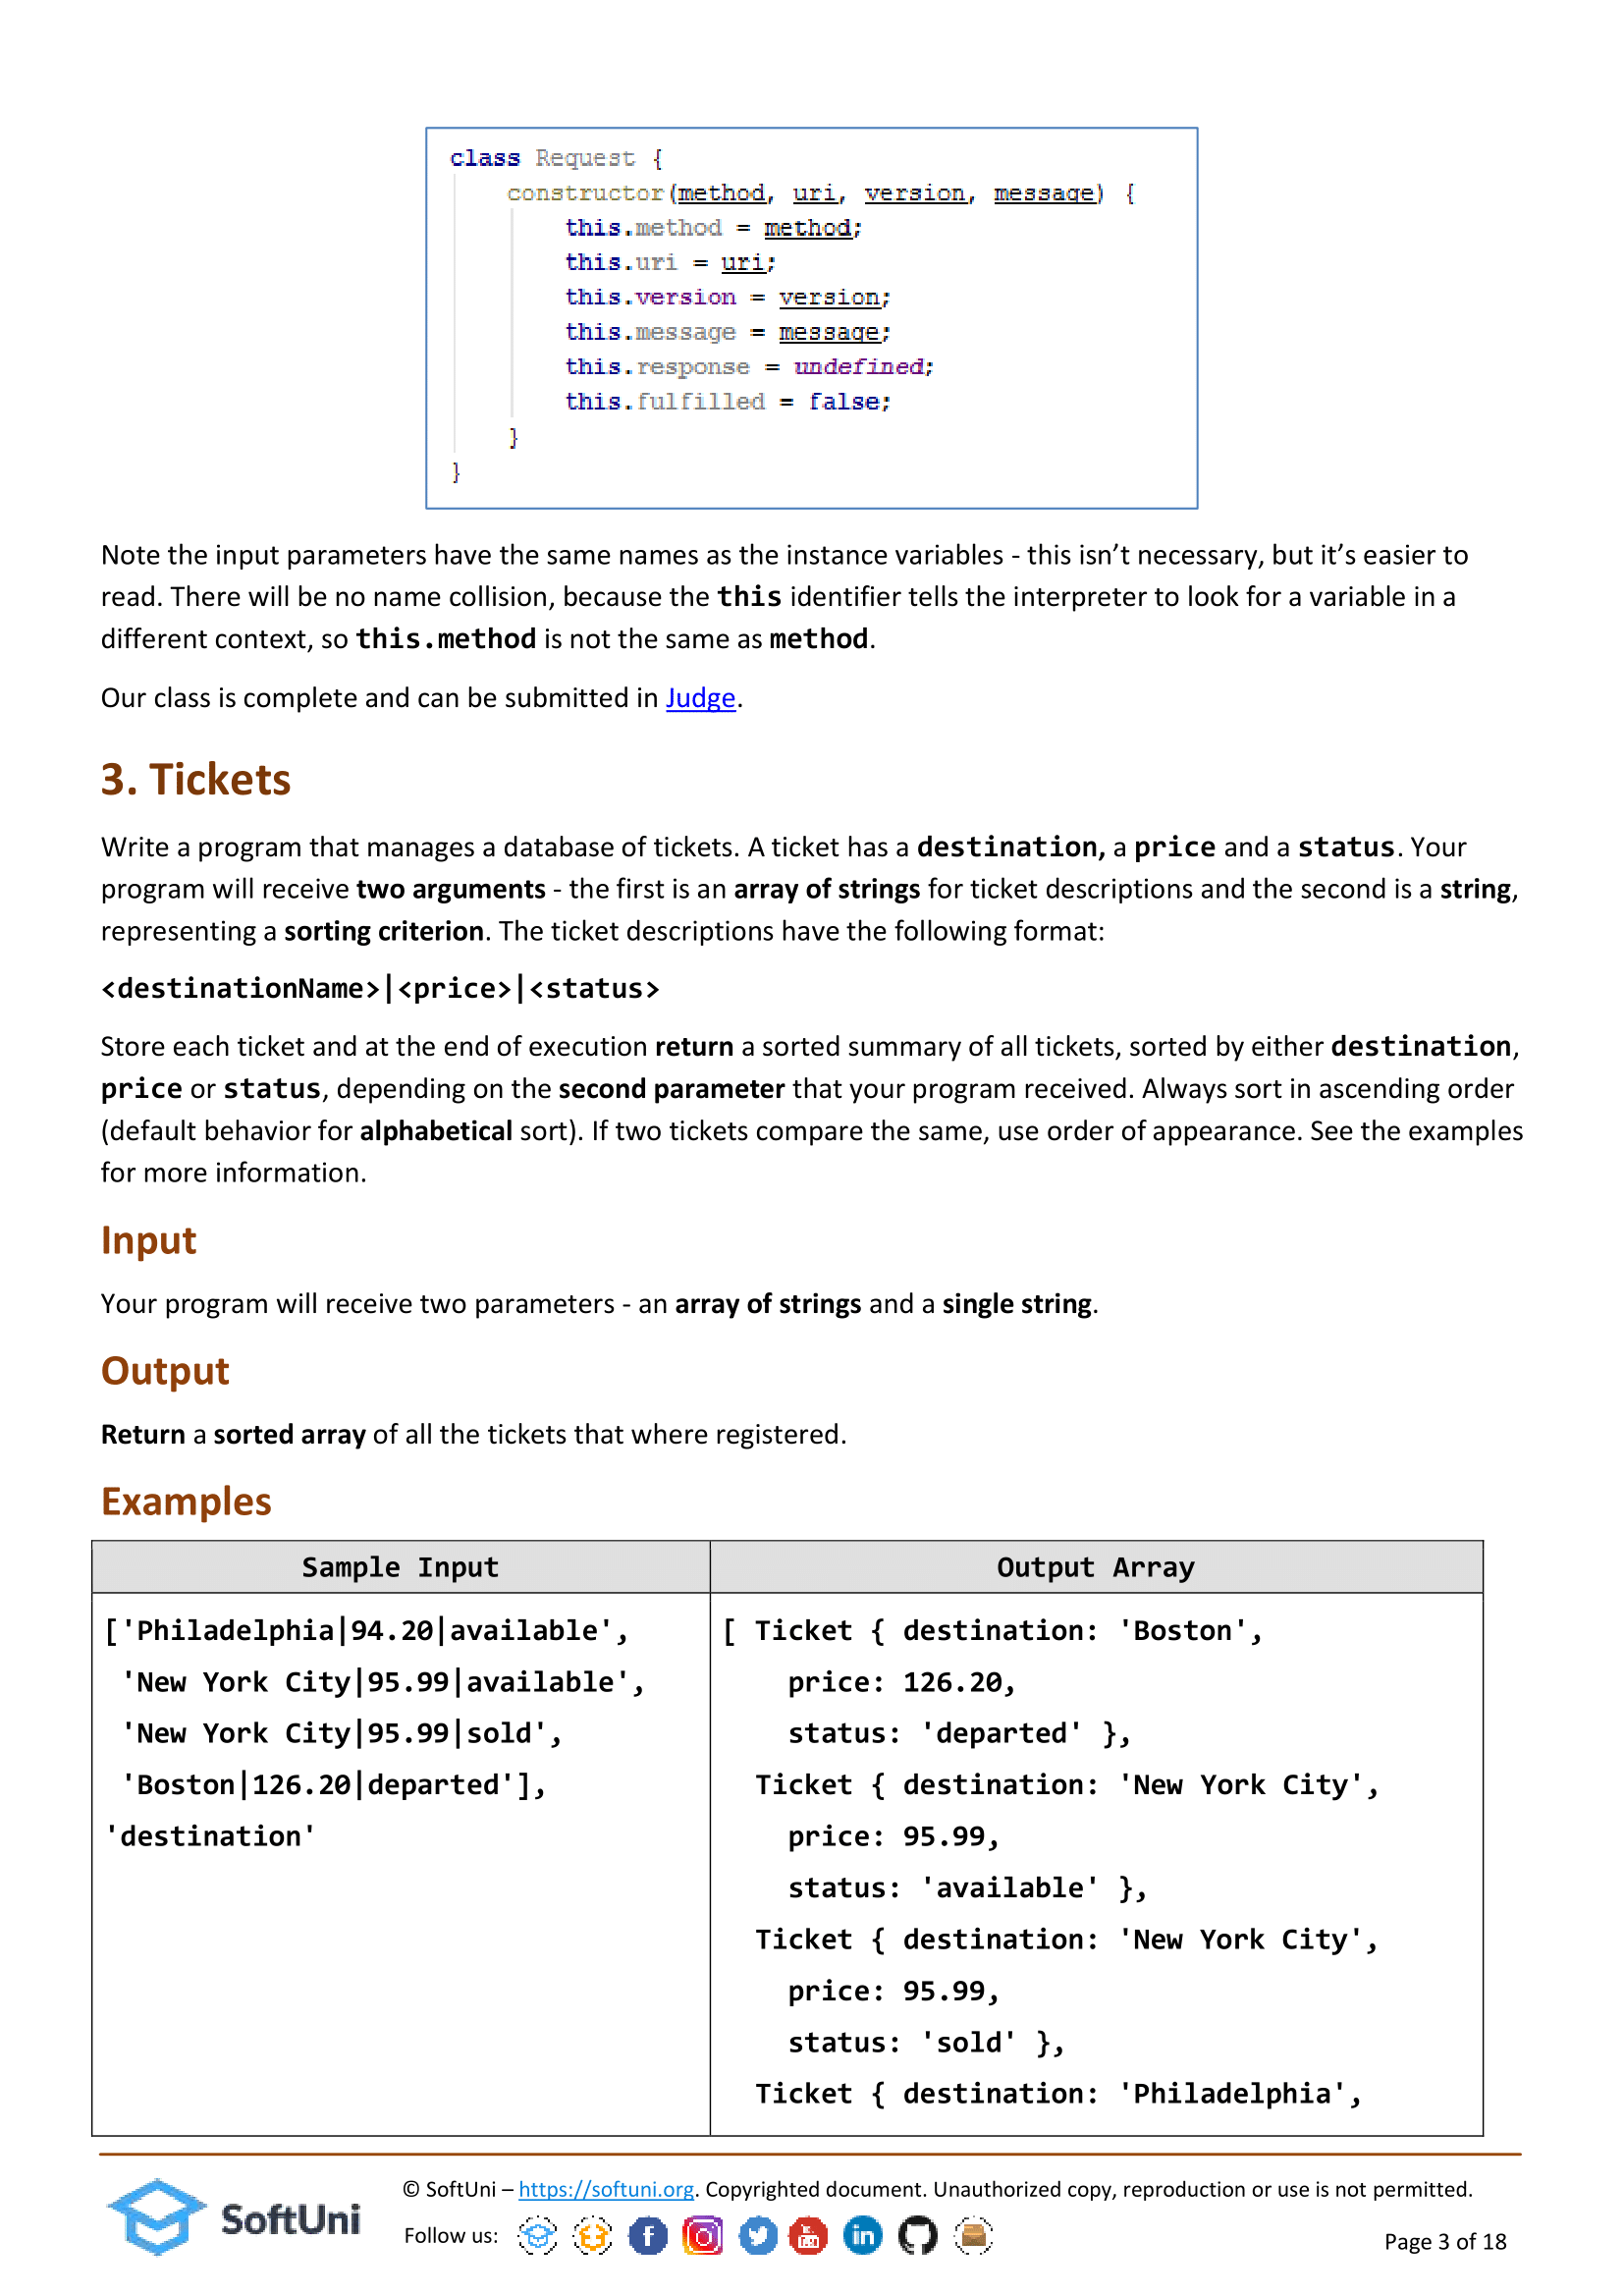 class Request {
constructor(method, uri, version, message) {
this.method = method;
this.uri = uri;
this.version = version;
this.message = message;
this.response = undefined;
this.fulfilled = false;
}
}
Note the input parameters have the same names as the instance variables - this isn’t necessary, but it’s easier to
read. There will be no name collision, because the this identifier tells the interpreter to look for a variable in a
different context, so this.method is not the same as method.
Our class is complete and can be submitted in Judge.
3. Tickets
Write a program that manages a database of tickets. A ticket has a destination, a price and a status. Your
program will receive two arguments - the first is an array of strings for ticket descriptions and the second is a string,
representing a sorting criterion. The ticket descriptions have the following format:
<destinationName>|<price>|<status>
Store each ticket and at the end of execution return a sorted summary of all tickets, sorted by either destination,
price or status, depending on the second parameter that your program received. Always sort in ascending order
(default behavior for alphabetical sort). If two tickets compare the same, use order of appearance. See the examples
for more information.
Input
Your program will receive two parameters - an array of strings and a single string.
Output
Return a sorted array of all the tickets that where registered.
Examples
Sample Input
Output Array
['Philadelphia|94.20|available',
'New York City|95.99|available',
'New York City|95.99|sold',
'Boston|126.20|departed'],
'destination'
[ Ticket { destination: 'Boston',
price: 126.20,
status: 'departed' },
Ticket { destination: 'New York City',
price: 95.99,
status: 'available' },
Ticket { destination: 'New York City',
price: 95.99,
status: 'sold' },
Ticket { destination: 'Philadelphia',
SoftUni
© SoftUni – https://softuni.org. Copyrighted document. Unauthorized copy, reproduction or use is not permitted.
Follow us:
Page 3 of 18